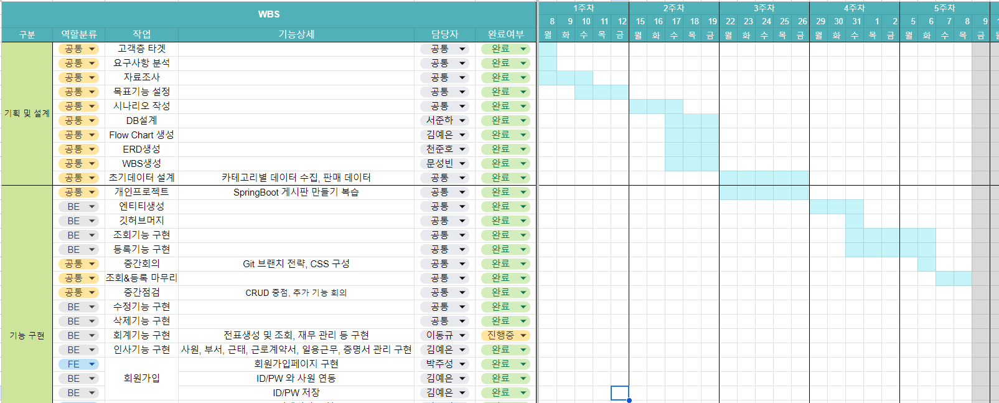 WBS
1주차 2주차 3주차 4주차 5주차
8 9 10 11 12 15 16 17 18 19 22 23 24 25 26 29 30 31 1 2 5 6 7 8 9
구분 역할분류 작업 기능상세 담당자 완료여부 월 화 수 목 금 월 화 수 목 금 월 화 수 목 금 월 화 수 목 금 월 화 수 목 금
기획 및 설계
공통 고객층 타겟 공통 완료
공통 요구사항 분석 공통 완료
공통 자료조사 공통 완료
공통 목표기능 설정 공통 완료
공통 시나리오 작성 공통 완료
공통 DB설계 서준하 완료
공통 Flow Chart 생성 김예은 완료
공통 ERD생성 천준호 완료
공통 WBS생성 문성빈 완료
공통 초기데이터 설계 카테고리별 데이터 수집, 판매 데이터 공통 완료
기능 구현
공통 개인프로젝트 SpringBoot 게시판 만들기 복습 공통 완료
BE 엔티티생성 공통 완료
BE 깃허브머지 공통 완료
BE 조회기능 구현 공통 완료
BE 등록기능 구현 공통 완료
공통 중간회의 Git 브랜치 전략, CSS 구성 공통 완료
공통 조회&등록 마무리 공통 완료
공통 중간점검 CRUD 중점, 추가 기능 회의 공통 완료
BE 수정기능 구현 공통 완료
BE 삭제기능 구현 공통 완료
BE 회계기능 구현 전표생성 및 조회, 재무 관리 등 구현 이동규 진행중
BE 인사기능 구현 사원, 부서, 근태, 근로계약서, 일용근무, 증명서 관리 구현 김예은 완료
FE 회원가입페이지 구현 박주성 완료
BE 회원가입 ID/PW 와 사원 연동 김예은 완료
BE ID/PW 저장 김예은 완료